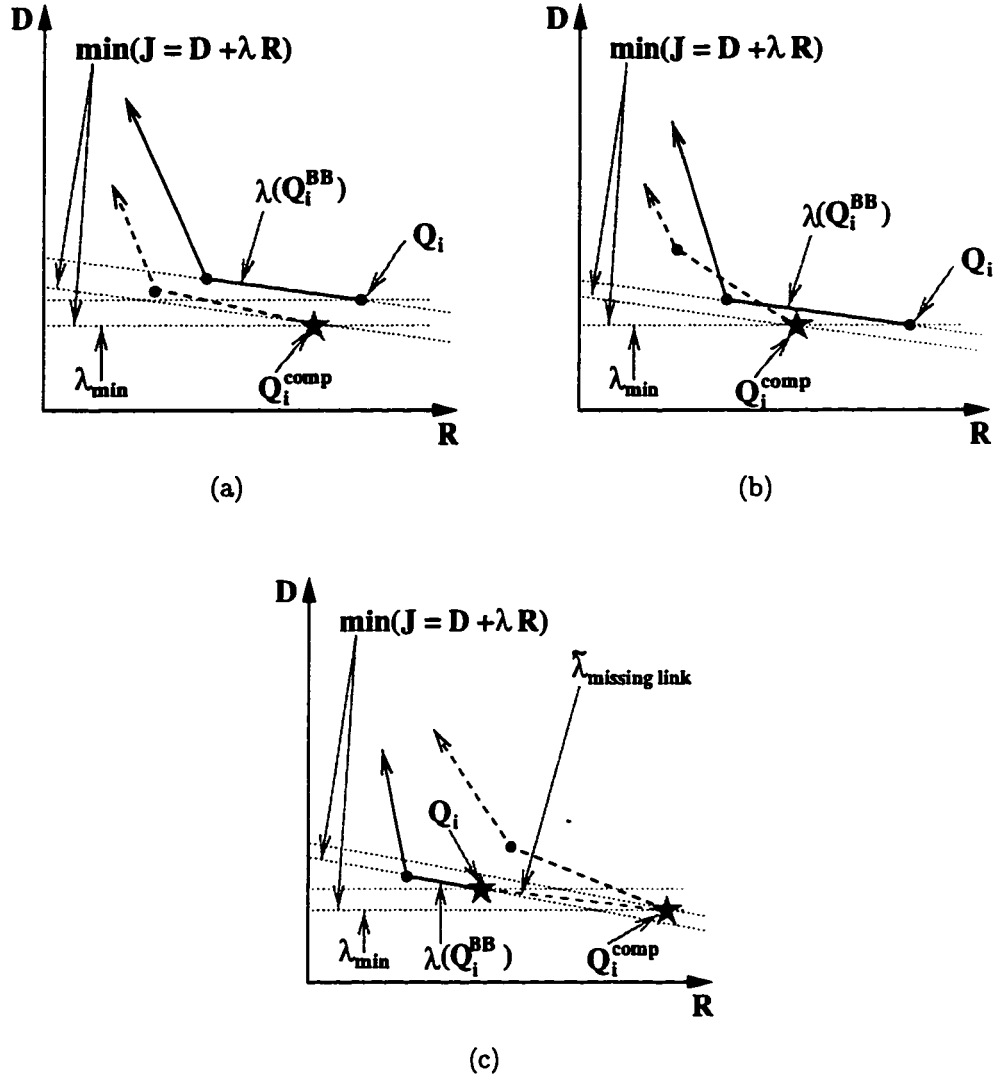 D
min(J = D +λ R)
λ(Q_i^BB)
Q_i
λ_min
Q_i^comp
R
(a)
D
min(J = D +λ R)
λ(Q_i^BB)
Q_i
λ_min
Q_i^comp
R
(b)
D
min(J = D +λ R)
λ̃_missing link
Q_i
λ_min
λ(Q_i^BB)
Q_i^comp
R
(c)